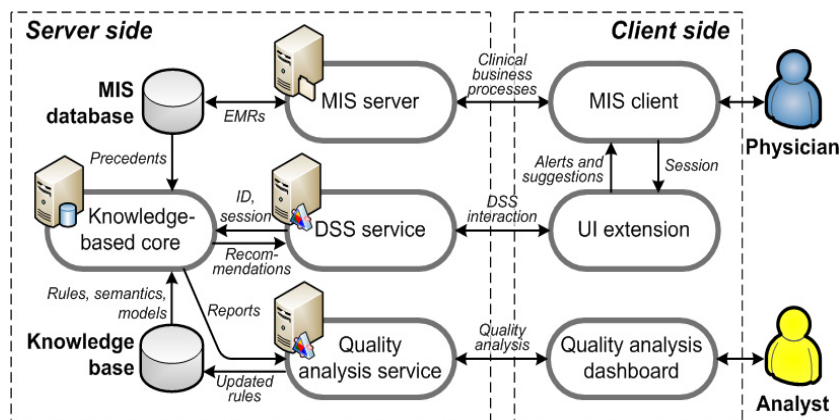 Server side
Client side
MIS
database
EMRs
MIS server
Clinical
business
processes
MIS client
Physician
Precedents
Alerts and
suggestions
Session
Knowledge-
based core
ID,
session
Recom-
mendations
DSS service
DSS
interaction
UI extension
Rules, semantics,
models
Reports
Knowledge
base
Updated
rules
Quality
analysis service
Quality
analysis
Quality analysis
dashboard
Analyst